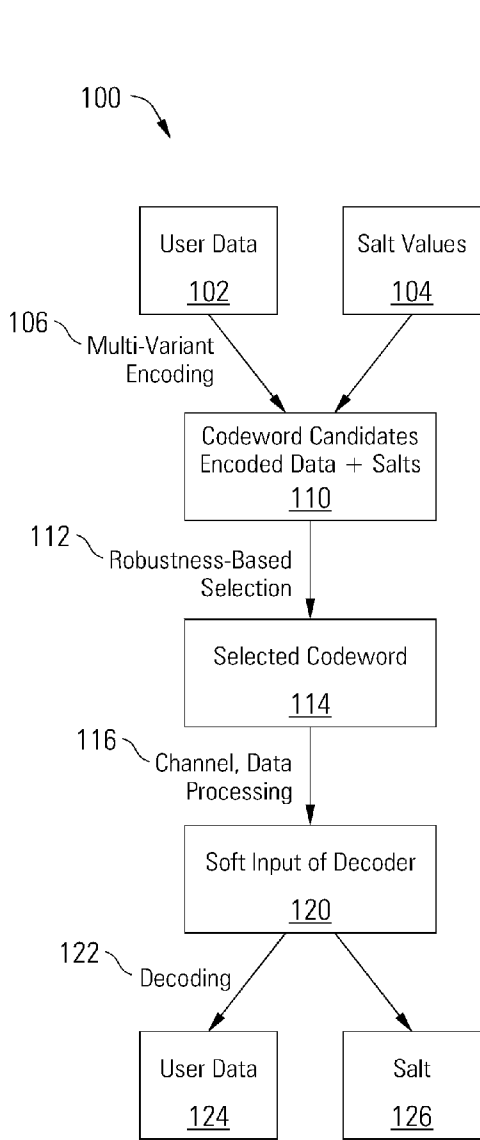 100
User Data
102
Salt Values
104
106
Multi-Variant
Encoding
Codeword Candidates
Encoded Data + Salts
110
112
Robustness-Based
Selection
Selected Codeword
114
116
Channel, Data
Processing
Soft Input of Decoder
120
122
Decoding
User Data
124
Salt
126